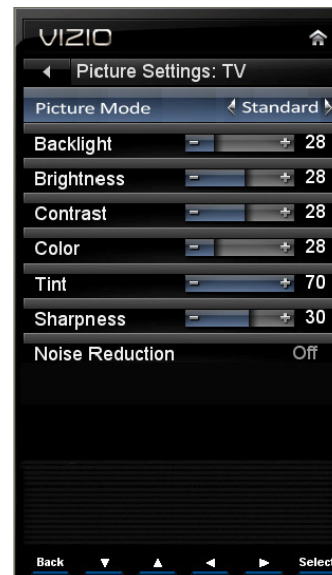 VIZIO
Picture Settings: TV
Picture Mode Standard
Backlight 28
Brightness 28
Contrast 28
Color 28
Tint 70
Sharpness 30
Noise Reduction Off
Back Select